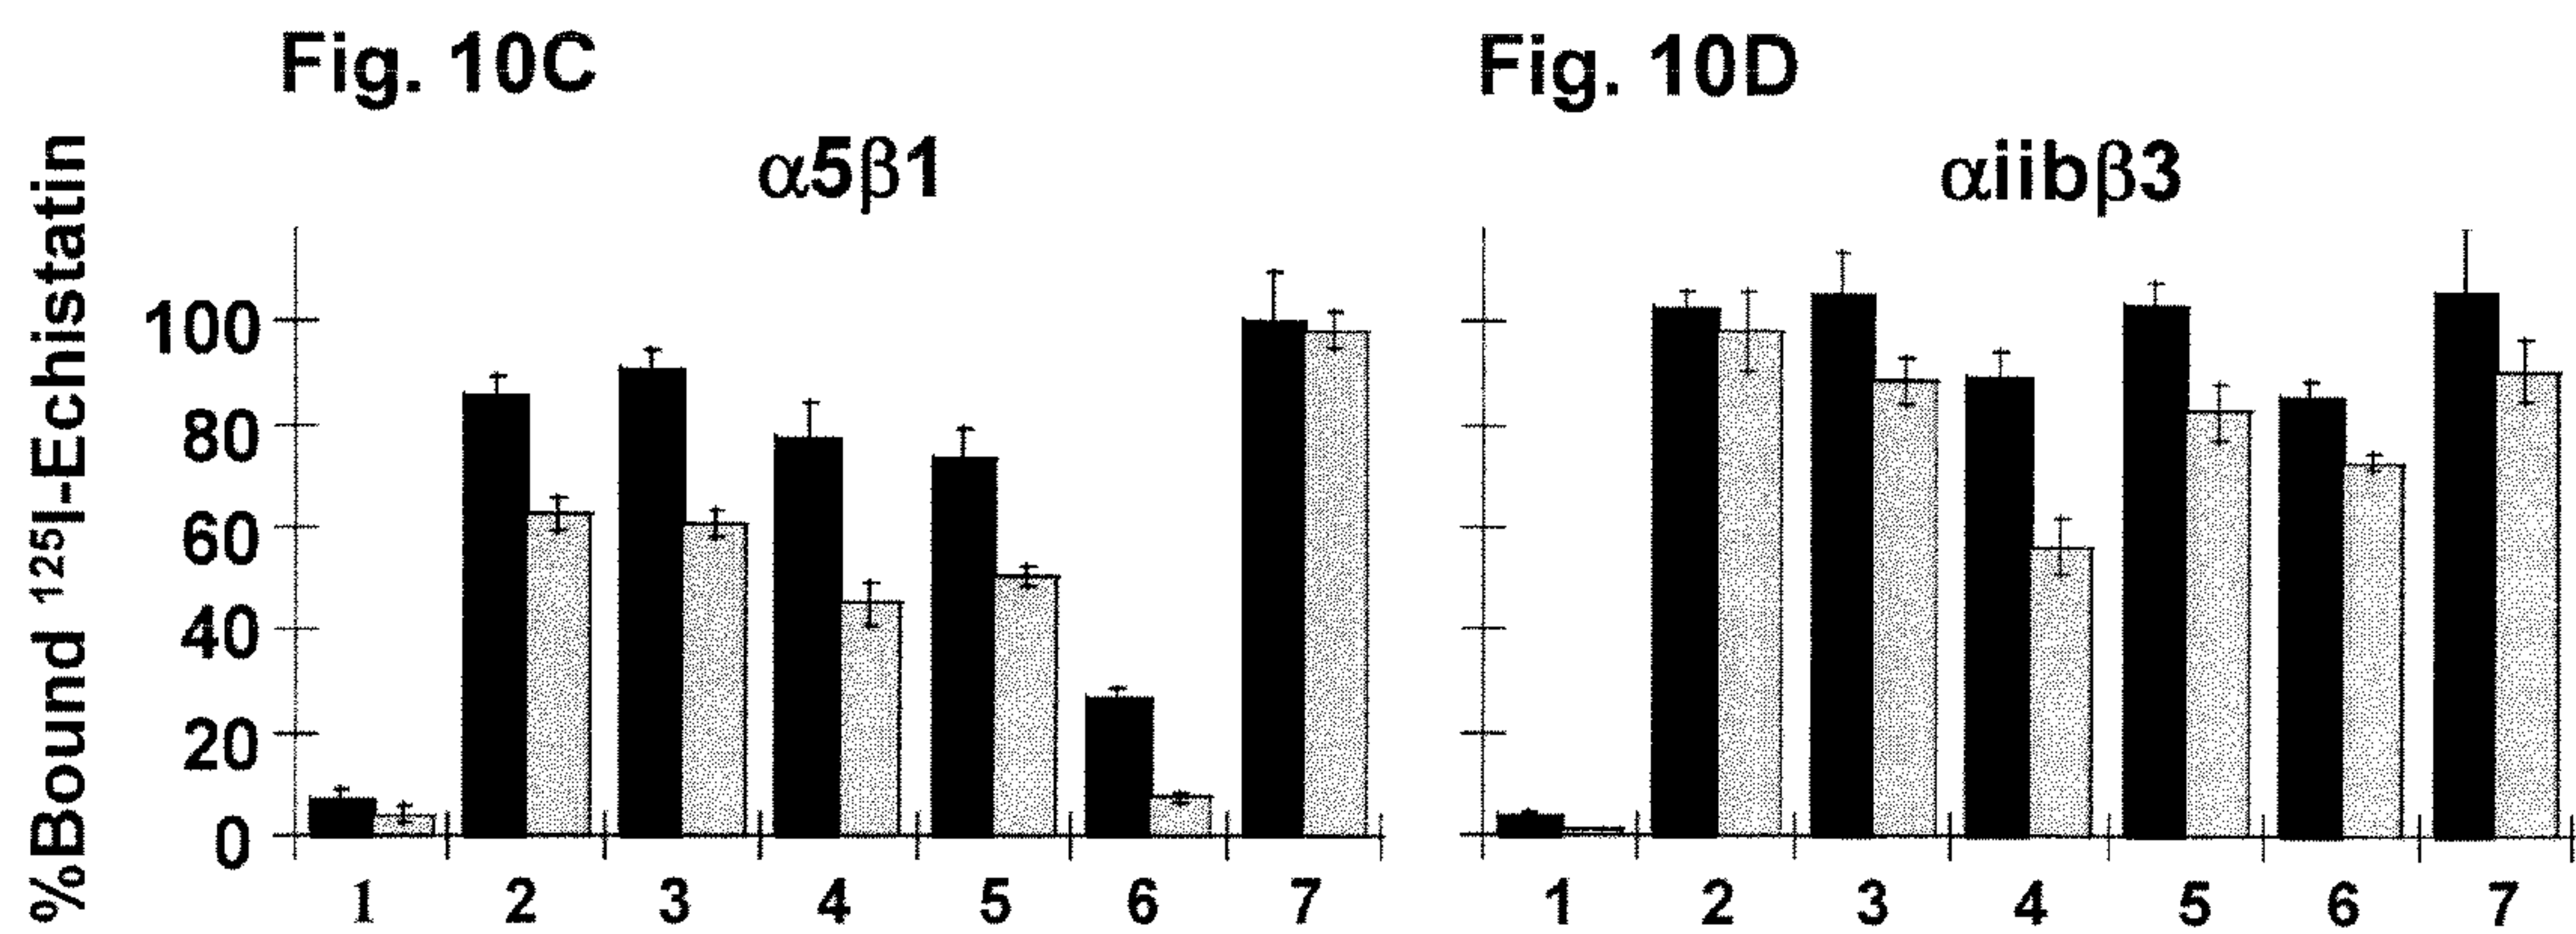 Fig. 10C
Fig. 10D
α5β1
αiibβ3
%Bound ¹²⁵I-Echistatin
100
80
60
40
20
0
1 2 3 4 5 6 7
1 2 3 4 5 6 7